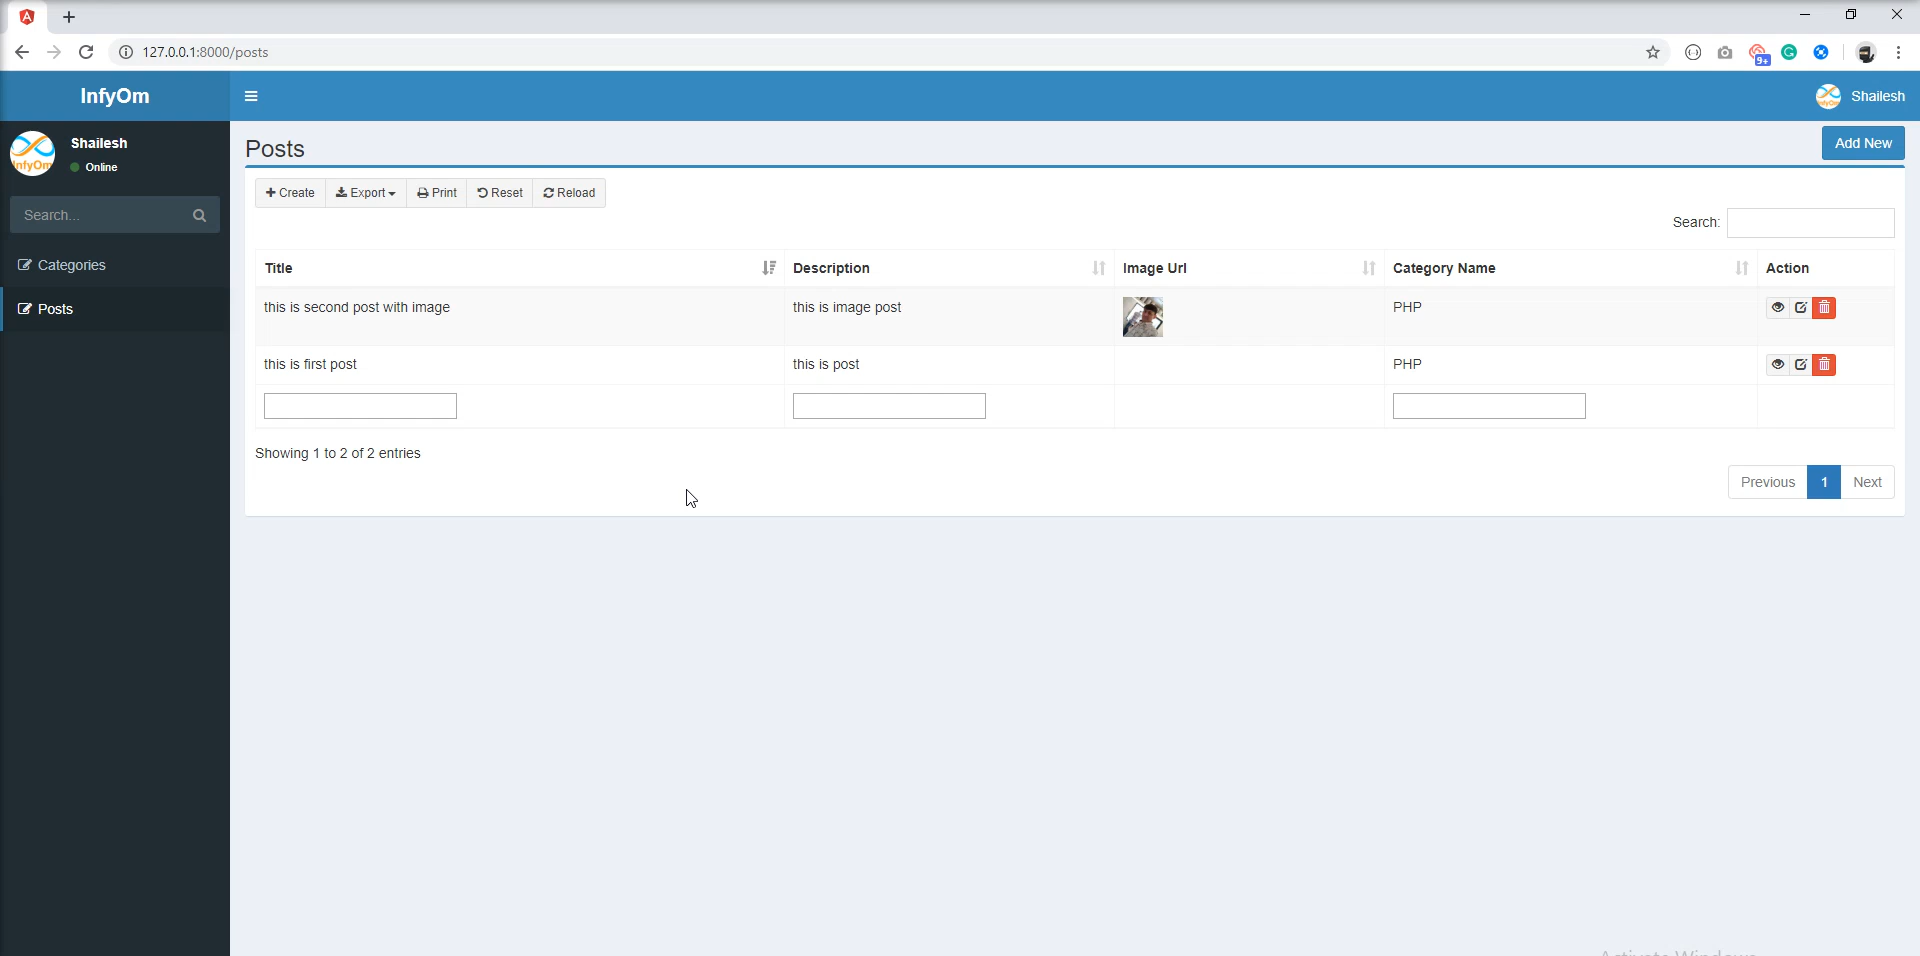 127.0.0.1:8000/posts
9+
InfyOm
Shailesh
Shailesh
Online
Search...
Categories
Posts
Posts
Add New
Create Export Print Reset Reload
Search:
Title Description Image Url Category Name Action
this is second post with image this is image post PHP
this is first post this is post PHP
Showing 1 to 2 of 2 entries
Previous 1 Next